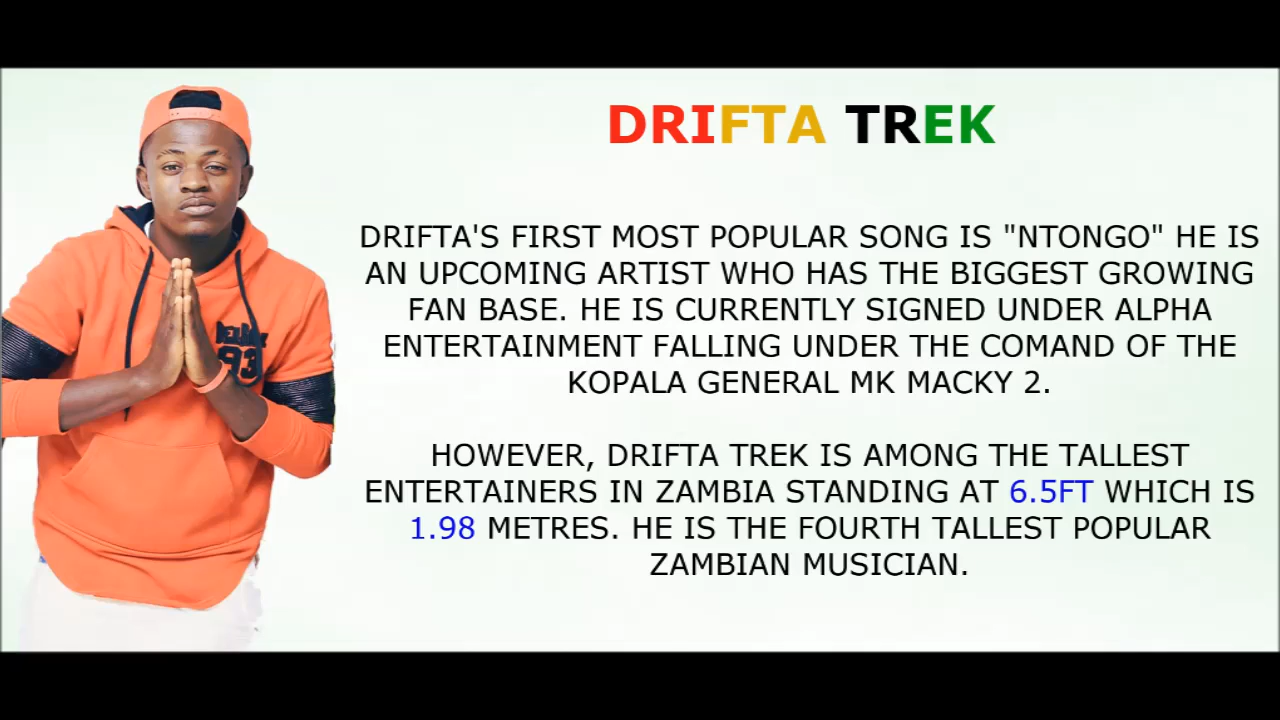 DRIFTA TREK
DRIFTA'S FIRST MOST POPULAR SONG IS "NTONGO" HE IS
AN UPCOMING ARTIST WHO HAS THE BIGGEST GROWING
FAN BASE. HE IS CURRENTLY SIGNED UNDER ALPHA
ENTERTAINMENT FALLING UNDER THE COMAND OF THE
KOPALA GENERAL MK MACKY 2.
HOWEVER, DRIFTA TREK IS AMONG THE TALLEST
ENTERTAINERS IN ZAMBIA STANDING AT 6.5FT WHICH IS
1.98 METRES. HE IS THE FOURTH TALLEST POPULAR
ZAMBIAN MUSICIAN.
93